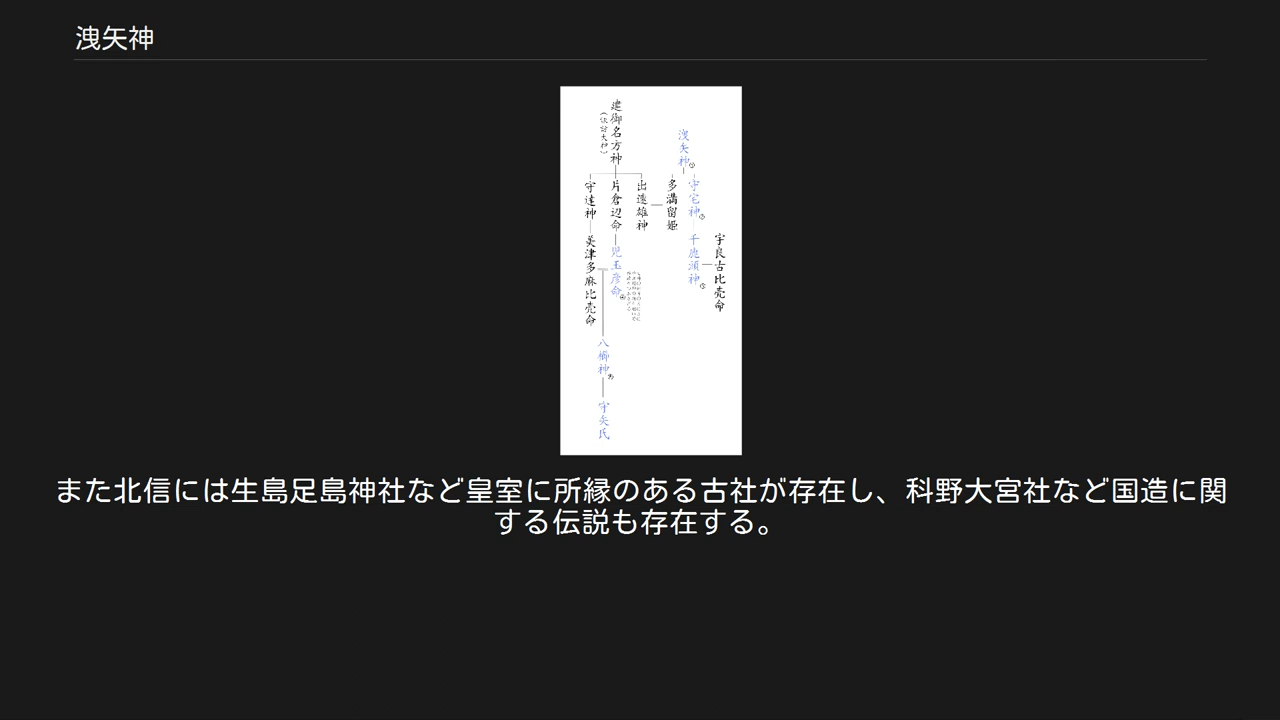 洩矢神
建御名方神
洩矢神
守達神
片倉辺命
出速雄神
多満留姫
守宅神
美津多麻比売命
児玉彦命
千鹿頭神
宇良古比売命
八櫛神
守矢氏
また北信には生島足島神社など皇室に所縁のある古社が存在し、科野大宮社など国造に関
する伝説も存在する。